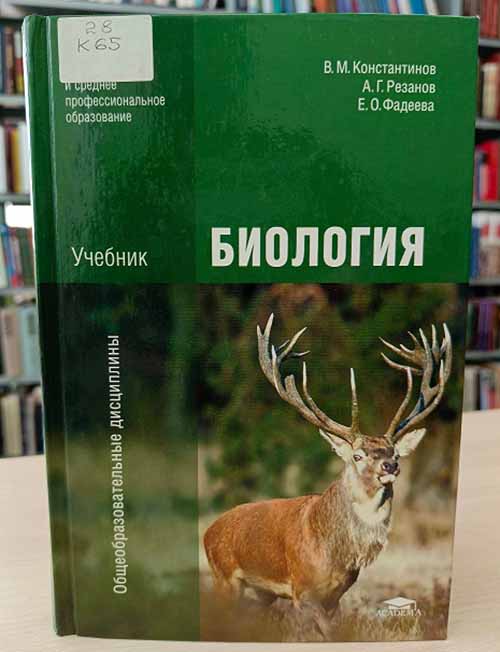 28
К65
и среднее
профессиональное
образование
В. М. Константинов
А. Г. Резанов
Е. О. Фадеева
Учебник
БИОЛОГИЯ
Общеобразовательные дисциплины
ACADEMA